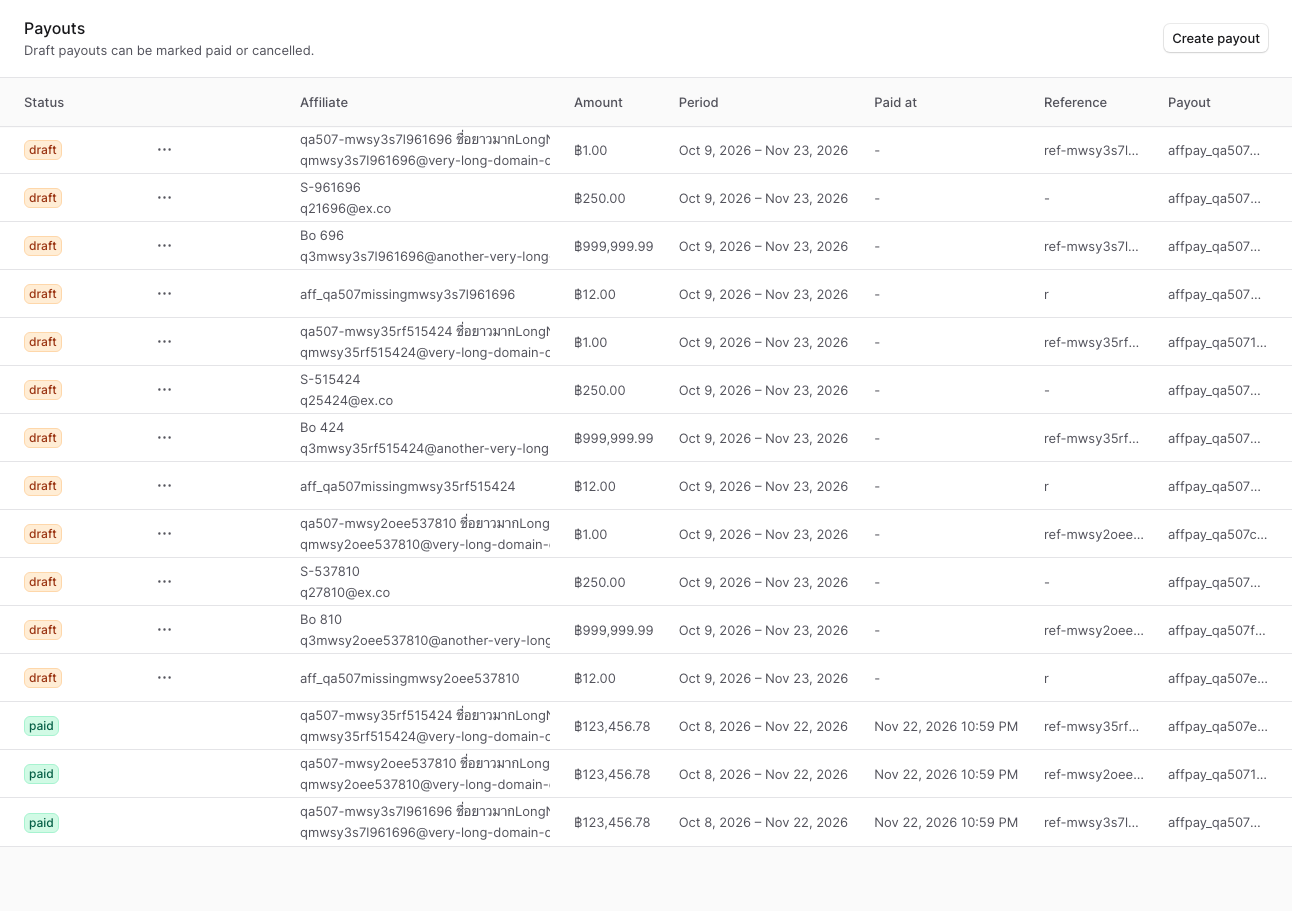 Payouts
Draft payouts can be marked paid or cancelled.
Create payout
Status Affiliate Amount Period Paid at Reference Payout
draft ··· qa507-mwsy3s7l961696 ชื่อยาวมากLong ฿1.00 Oct 9, 2026 – Nov 23, 2026 - ref-mwsy3s7l... affpay_qa507...
qmwsy3s7l961696@very-long-domain-
draft ··· S-961696 ฿250.00 Oct 9, 2026 – Nov 23, 2026 - - affpay_qa507...
q21696@ex.co
draft ··· Bo 696 ฿999,999.99 Oct 9, 2026 – Nov 23, 2026 - ref-mwsy3s7l... affpay_qa507...
q3mwsy3s7l961696@another-very-long
draft ··· aff_qa507missingmwsy3s7l961696 ฿12.00 Oct 9, 2026 – Nov 23, 2026 - r affpay_qa507...
draft ··· qa507-mwsy35rf515424 ชื่อยาวมากLong ฿1.00 Oct 9, 2026 – Nov 23, 2026 - ref-mwsy35rf... affpay_qa5071...
qmwsy35rf515424@very-long-domain-
draft ··· S-515424 ฿250.00 Oct 9, 2026 – Nov 23, 2026 - - affpay_qa507...
q25424@ex.co
draft ··· Bo 424 ฿999,999.99 Oct 9, 2026 – Nov 23, 2026 - ref-mwsy35rf... affpay_qa507...
q3mwsy35rf515424@another-very-long
draft ··· aff_qa507missingmwsy35rf515424 ฿12.00 Oct 9, 2026 – Nov 23, 2026 - r affpay_qa507...
draft ··· qa507-mwsy2oee537810 ชื่อยาวมากLong ฿1.00 Oct 9, 2026 – Nov 23, 2026 - ref-mwsy2oee... affpay_qa507c...
qmwsy2oee537810@very-long-domain-
draft ··· S-537810 ฿250.00 Oct 9, 2026 – Nov 23, 2026 - - affpay_qa507...
q27810@ex.co
draft ··· Bo 810 ฿999,999.99 Oct 9, 2026 – Nov 23, 2026 - ref-mwsy2oee... affpay_qa507f...
q3mwsy2oee537810@another-very-long
draft ··· aff_qa507missingmwsy2oee537810 ฿12.00 Oct 9, 2026 – Nov 23, 2026 - r affpay_qa507e...
paid qa507-mwsy35rf515424 ชื่อยาวมากLong ฿123,456.78 Oct 8, 2026 – Nov 22, 2026 Nov 22, 2026 10:59 PM ref-mwsy35rf... affpay_qa507e...
qmwsy35rf515424@very-long-domain-
paid qa507-mwsy2oee537810 ชื่อยาวมากLong ฿123,456.78 Oct 8, 2026 – Nov 22, 2026 Nov 22, 2026 10:59 PM ref-mwsy2oee... affpay_qa5071...
qmwsy2oee537810@very-long-domain-
paid qa507-mwsy3s7l961696 ชื่อยาวมากLong ฿123,456.78 Oct 8, 2026 – Nov 22, 2026 Nov 22, 2026 10:59 PM ref-mwsy3s7l... affpay_qa507...
qmwsy3s7l961696@very-long-domain-